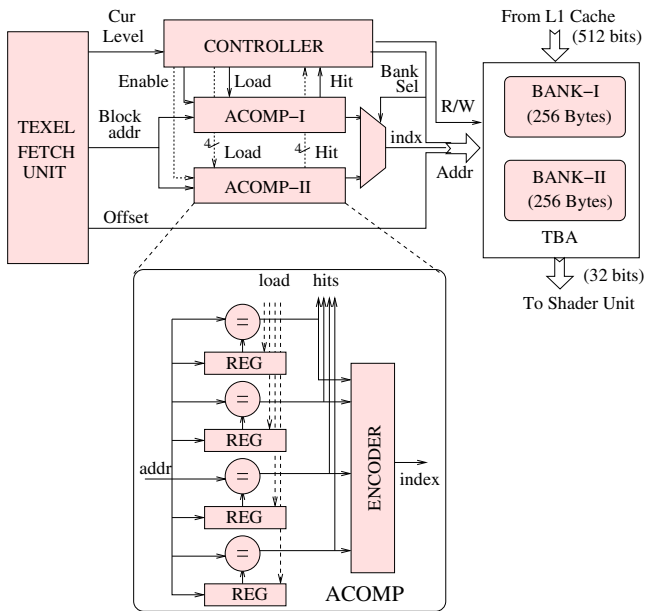 Cur
Level
CONTROLLER
From L1 Cache
(512 bits)
Enable
Load
Hit
Bank
Sel
R/W
BANK-I
(256 Bytes)
TEXEL
FETCH
UNIT
Block
addr
ACOMP-I
4
Load
4
Hit
indx
Addr
ACOMP-II
BANK-II
(256 Bytes)
TBA
Offset
(32 bits)
To Shader Unit
load
hits
=
REG
=
REG
addr
=
REG
=
REG
ENCODER
index
ACOMP